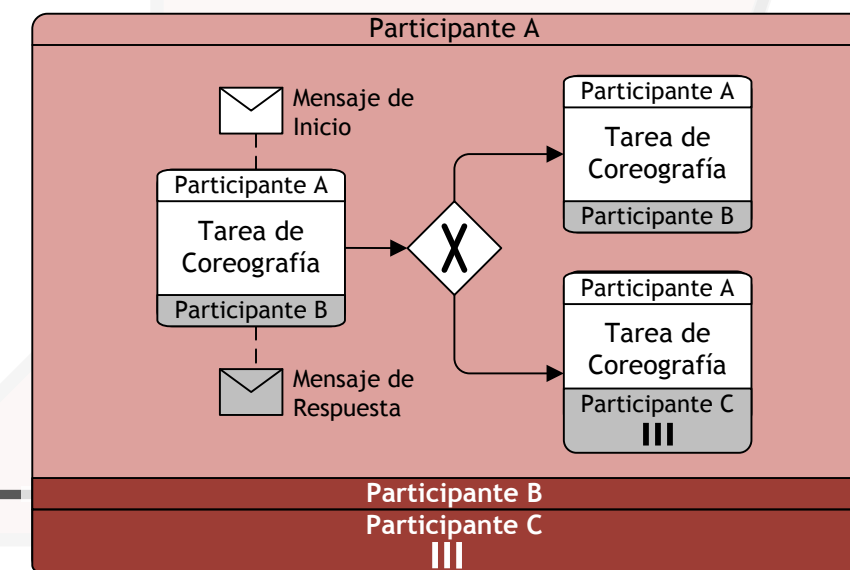 Participante A
Mensaje de
Inicio
Participante A
Tarea de
Coreografía
Participante B
Mensaje de
Respuesta
X
Participante A
Tarea de
Coreografía
Participante B
Participante A
Tarea de
Coreografía
Participante C
Participante B
Participante C